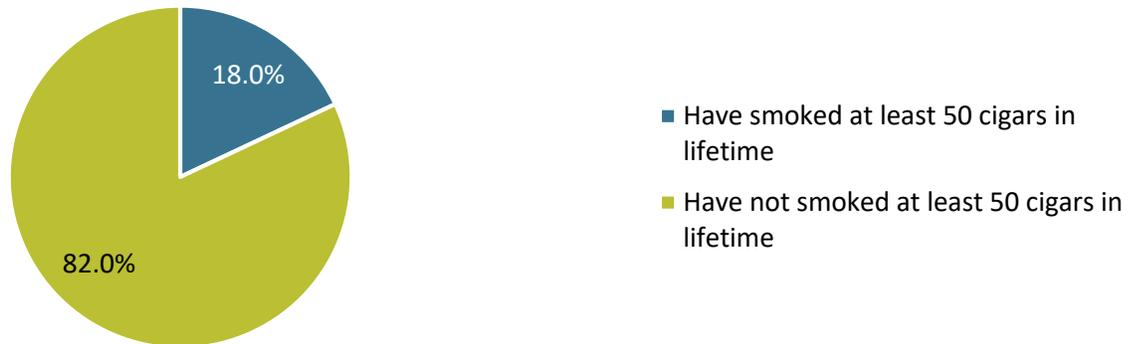 18.0%
82.0%
Have smoked at least 50 cigars in
lifetime
Have not smoked at least 50 cigars in
lifetime